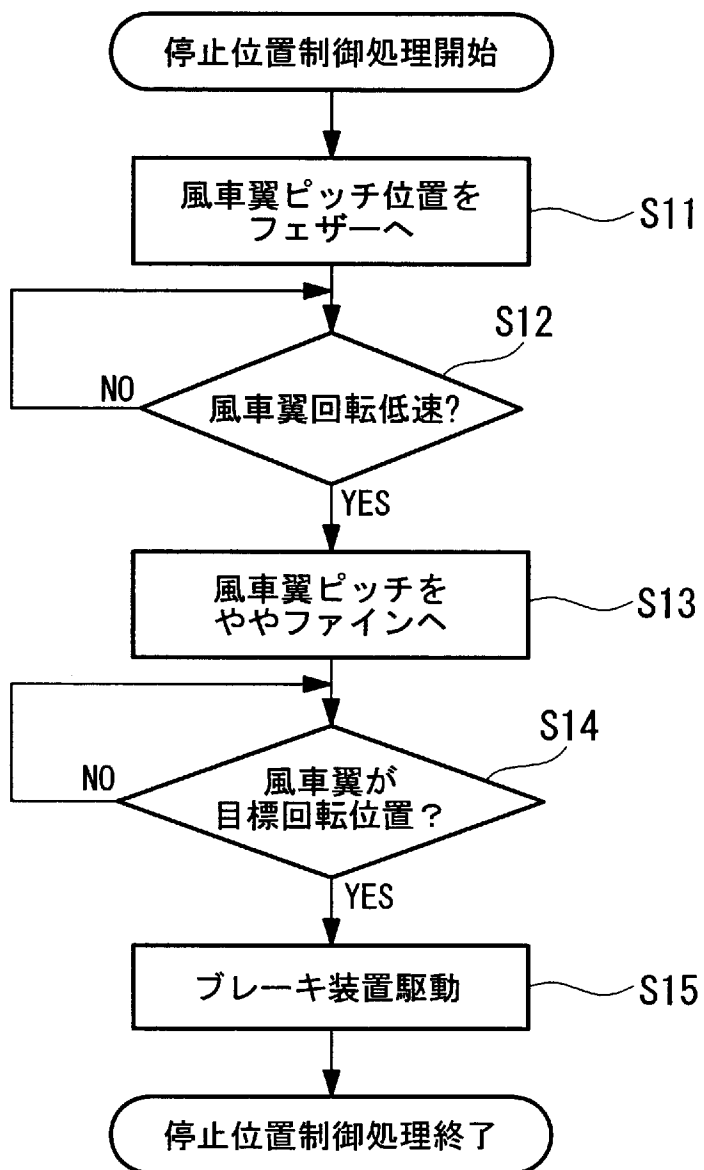 停止位置制御処理開始
風車翼ピッチ位置を
フェザーへ
S11
S12
NO
風車翼回転低速?
YES
風車翼ピッチを
ややファインへ
S13
S14
NO
風車翼が
目標回転位置？
YES
ブレーキ装置駆動
S15
停止位置制御処理終了